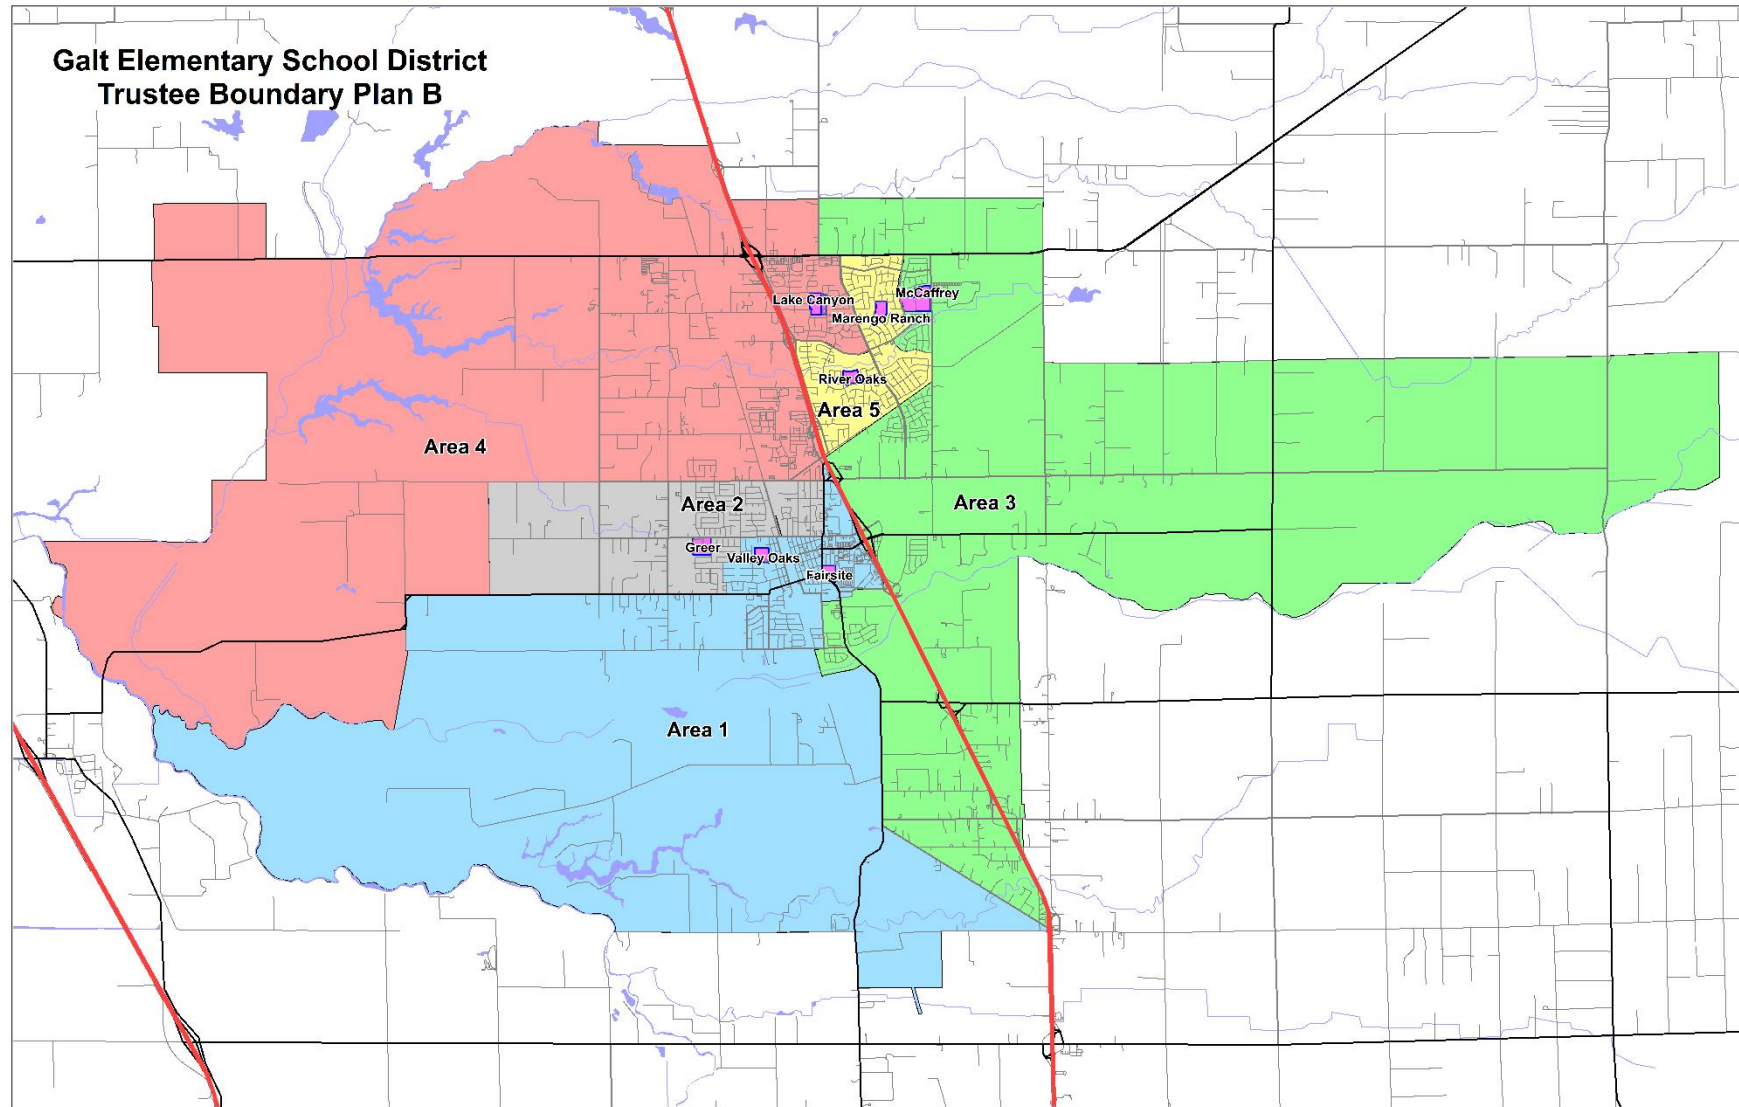 Galt Elementary School District
Trustee Boundary Plan B
McCaffrey
Lake Canyon
Marengo Ranch
River Oaks
Area 5
Area 4
Area 2
Area 3
Greer
Valley Oaks
Fairsite
Area 1